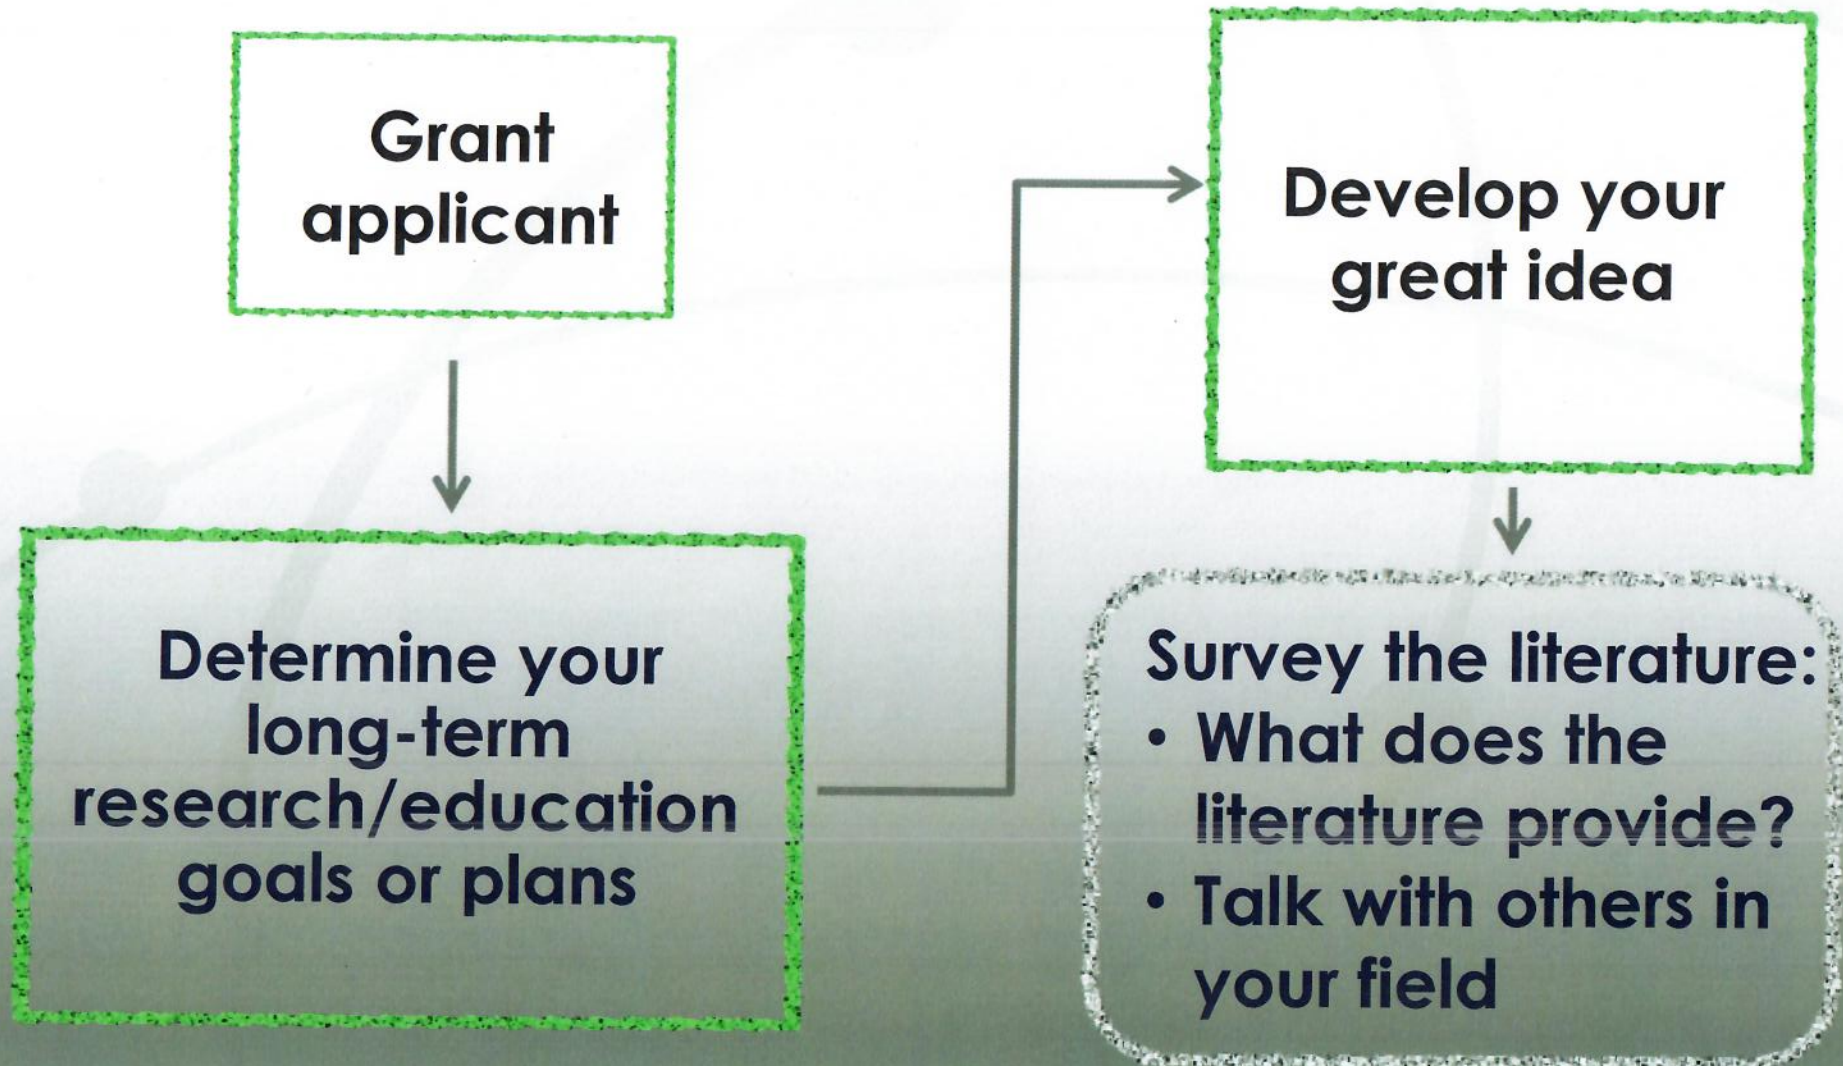 Grant
applicant
Determine your
long-term
research/education
goals or plans
Develop your
great idea
Survey the literature:
• What does the
literature provide?
• Talk with others in
your field